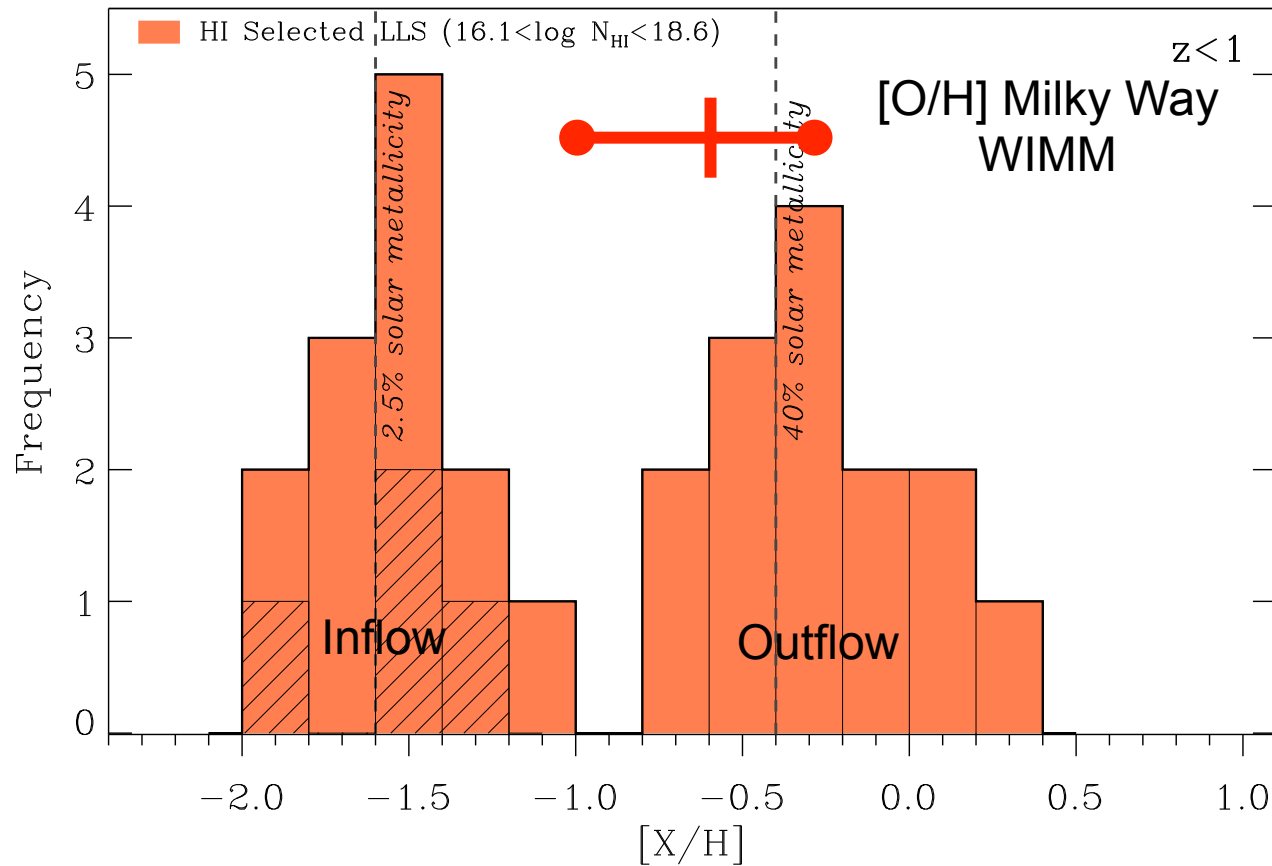 HI Selected LLS (16.1<log N_HI<18.6)
z<1
[O/H] Milky Way
WIMM
2.5% solar metallicity
40% solar metallicity
Inflow
Outflow
Frequency
5
4
3
2
1
0
−2.0 −1.5 −1.0 −0.5 0.0 0.5 1.0
[X/H]